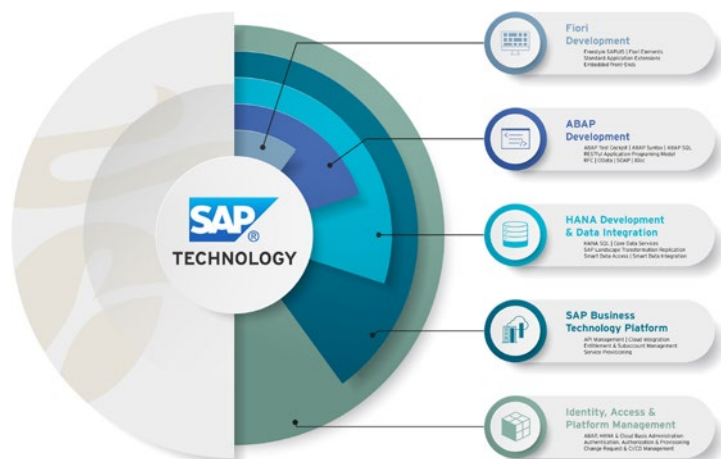 SAP
®
TECHNOLOGY
Fiori
Development
Freestyle SAPUI5 | Fiori Elements
Standard Application Extensions
Embedded Front-Ends
ABAP
Development
ABAP Test Cockpit | ABAP Syntax | ABAP SQL
RESTful Application Programing Model
RFC | OData | SOAP | IDoc
HANA Development
& Data Integration
HANA SQL | Core Data Services
SAP Landscape Transformation Replication
Smart Data Access | Smart Data Integration
SAP Business
Technology Platform
API Management | Cloud Integration
Entitlement & Subaccount Management
Service Provisioning
Identity, Access &
Platform Management
ABAP, HANA & Cloud Basis Administration
Authentication, Authorization & Provisioning
Change Request & CI/CD Management